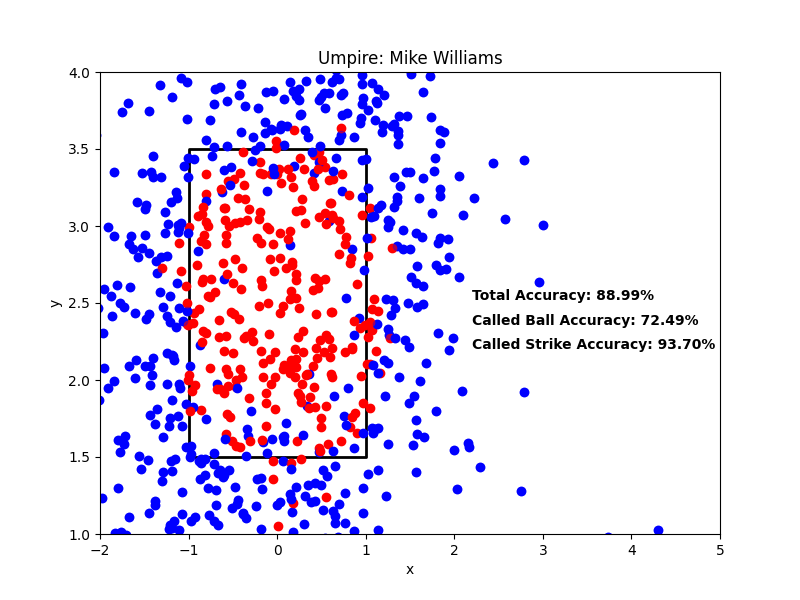 Umpire: Mike Williams
4.0
3.5
3.0
2.5
2.0
1.5
1.0
y
Total Accuracy: 88.99%
Called Ball Accuracy: 72.49%
Called Strike Accuracy: 93.70%
−2 −1 0 1 2 3 4 5
x